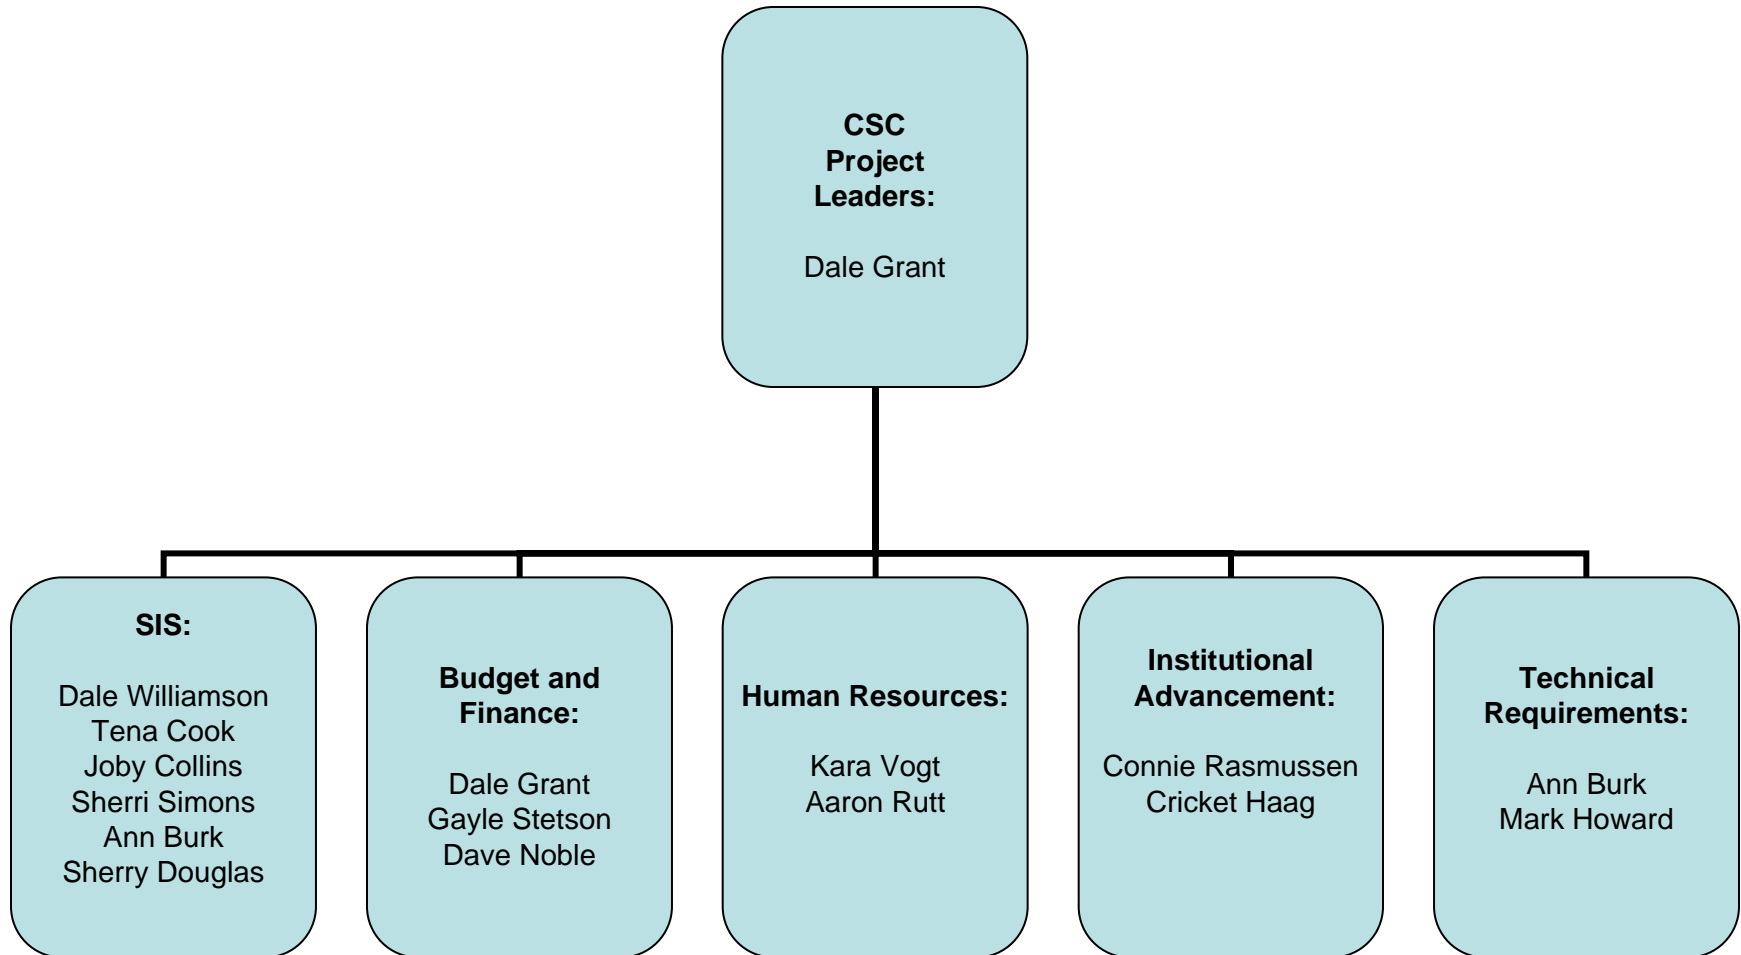 CSC
Project
Leaders:
Dale Grant
SIS:
Dale Williamson
Tena Cook
Joby Collins
Sherri Simons
Ann Burk
Sherry Douglas
Budget and
Finance:
Dale Grant
Gayle Stetson
Dave Noble
Human Resources:
Kara Vogt
Aaron Rutt
Institutional
Advancement:
Connie Rasmussen
Cricket Haag
Technical
Requirements:
Ann Burk
Mark Howard